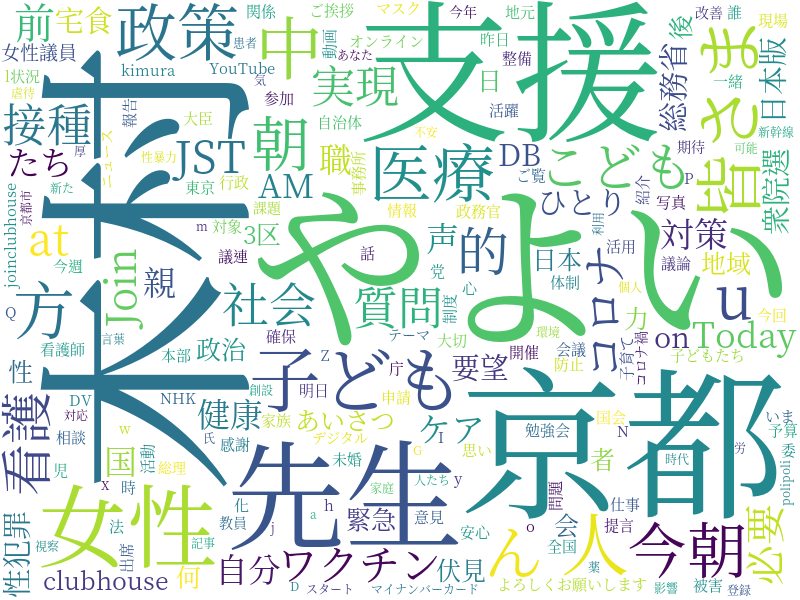 木村
やよい
支援
京都
先生
女性
子ども
人
今朝
医療
皆さま
コロナ
看護
政策
中
前
宅食
女性議員
kimura
YouTube
実現
接種
たち
JST
朝
職
AM
DB
こども
日
総務省
後
日本版
衆院選
at
Join
方
親
社会
質問
声
的
3区
ひとり
対策
日本
地域
u
on
Today
力
政治
健康
あいさつ
ケア
要望
国
性
性犯罪
clubhouse
joinclubhouse
何
自分
ワクチン
伏見
緊急
会
者
必要
ん
関係
ご挨拶
マスク
今年
地元
改善
誰
現場
オンライン
昨日
動画
あなた
整備
一緒
新幹線
可能
状況
患者
気
参加
活躍
自治体
不安
期待
虐待
報告
大臣
ニュース
性暴力
厚
東京
行政
事務所
ご覧
紹介
P
写真
利用
新た
京都市
対象
課題
情報
政務官
議連
話
党
心
制度
体制
活用
議論
個人
今回
今週
m
Q
看護師
言葉
本部
確保
テーマ
大切
開催
会議
防止
子育て
コロナ禍
子どもたち
環境
庁
Z
明日
創設
申請
DV
対応
NHK
家族
感謝
相談
活動
勉強会
国会
N
いま
予算
委
w
氏
総理
デジタル
G
I
思い
児
時
化
未婚
人たち
y
x
法
教員
h
a
家庭
意見
安心
o
問題
仕事
提言
全国
時代
労
polipoli
視察
出席
記事
j
D
スタート
マイナンバーカード
よろしくお願いします
薬
影響
被害
登録